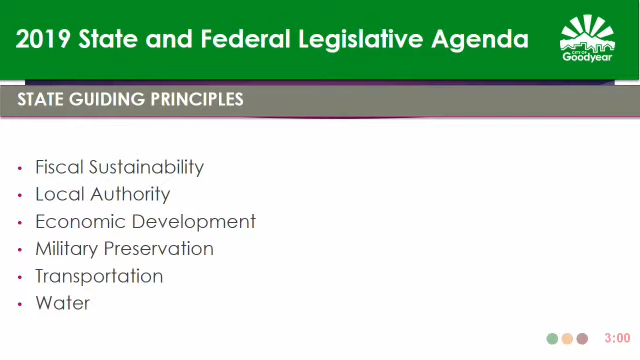 2019 State and Federal Legislative Agenda
CITY OF
Goodyear
STATE GUIDING PRINCIPLES
• Fiscal Sustainability
• Local Authority
• Economic Development
• Military Preservation
• Transportation
• Water
3:00